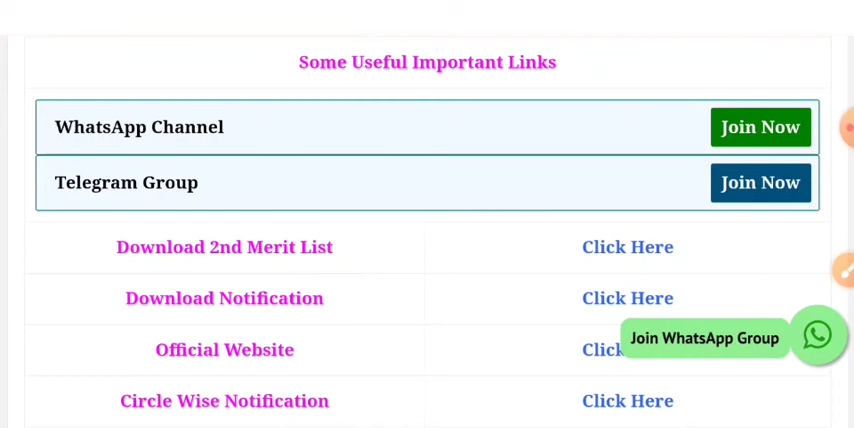 Some Useful Important Links
WhatsApp Channel Join Now
Telegram Group Join Now
Download 2nd Merit List Click Here
Download Notification Click Here
Official Website Click
Join WhatsApp Group
Circle Wise Notification Click Here